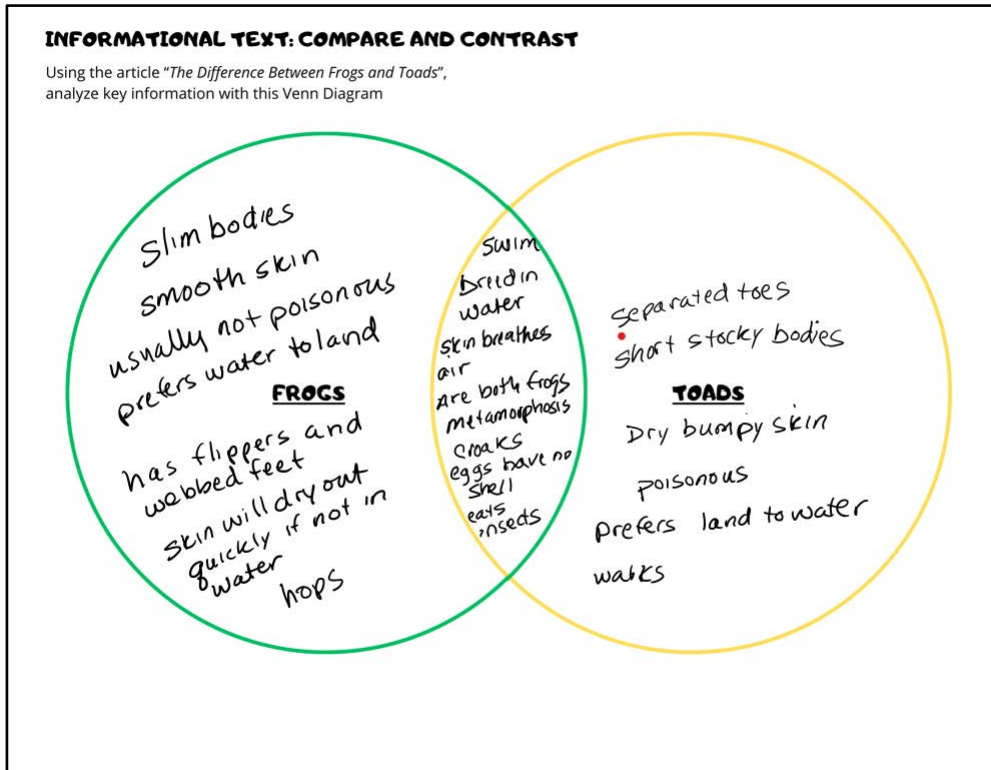 INFORMATIONAL TEXT: COMPARE AND CONTRAST
Using the article “The Difference Between Frogs and Toads”,
analyze key information with this Venn Diagram
Slim bodies
smooth skin
usually not poisonous
prefers water to land
FROGS
has flippers and
webbed feet
skin will dry out
quickly if not in
water
hops
Swim
Breed in
water
skin breathes
air
Are both frogs
metamorphosis
Croaks
eggs have no
shell
eats
insects
separated toes
short stocky bodies
TOADS
Dry bumpy skin
poisonous
prefers land to water
walks